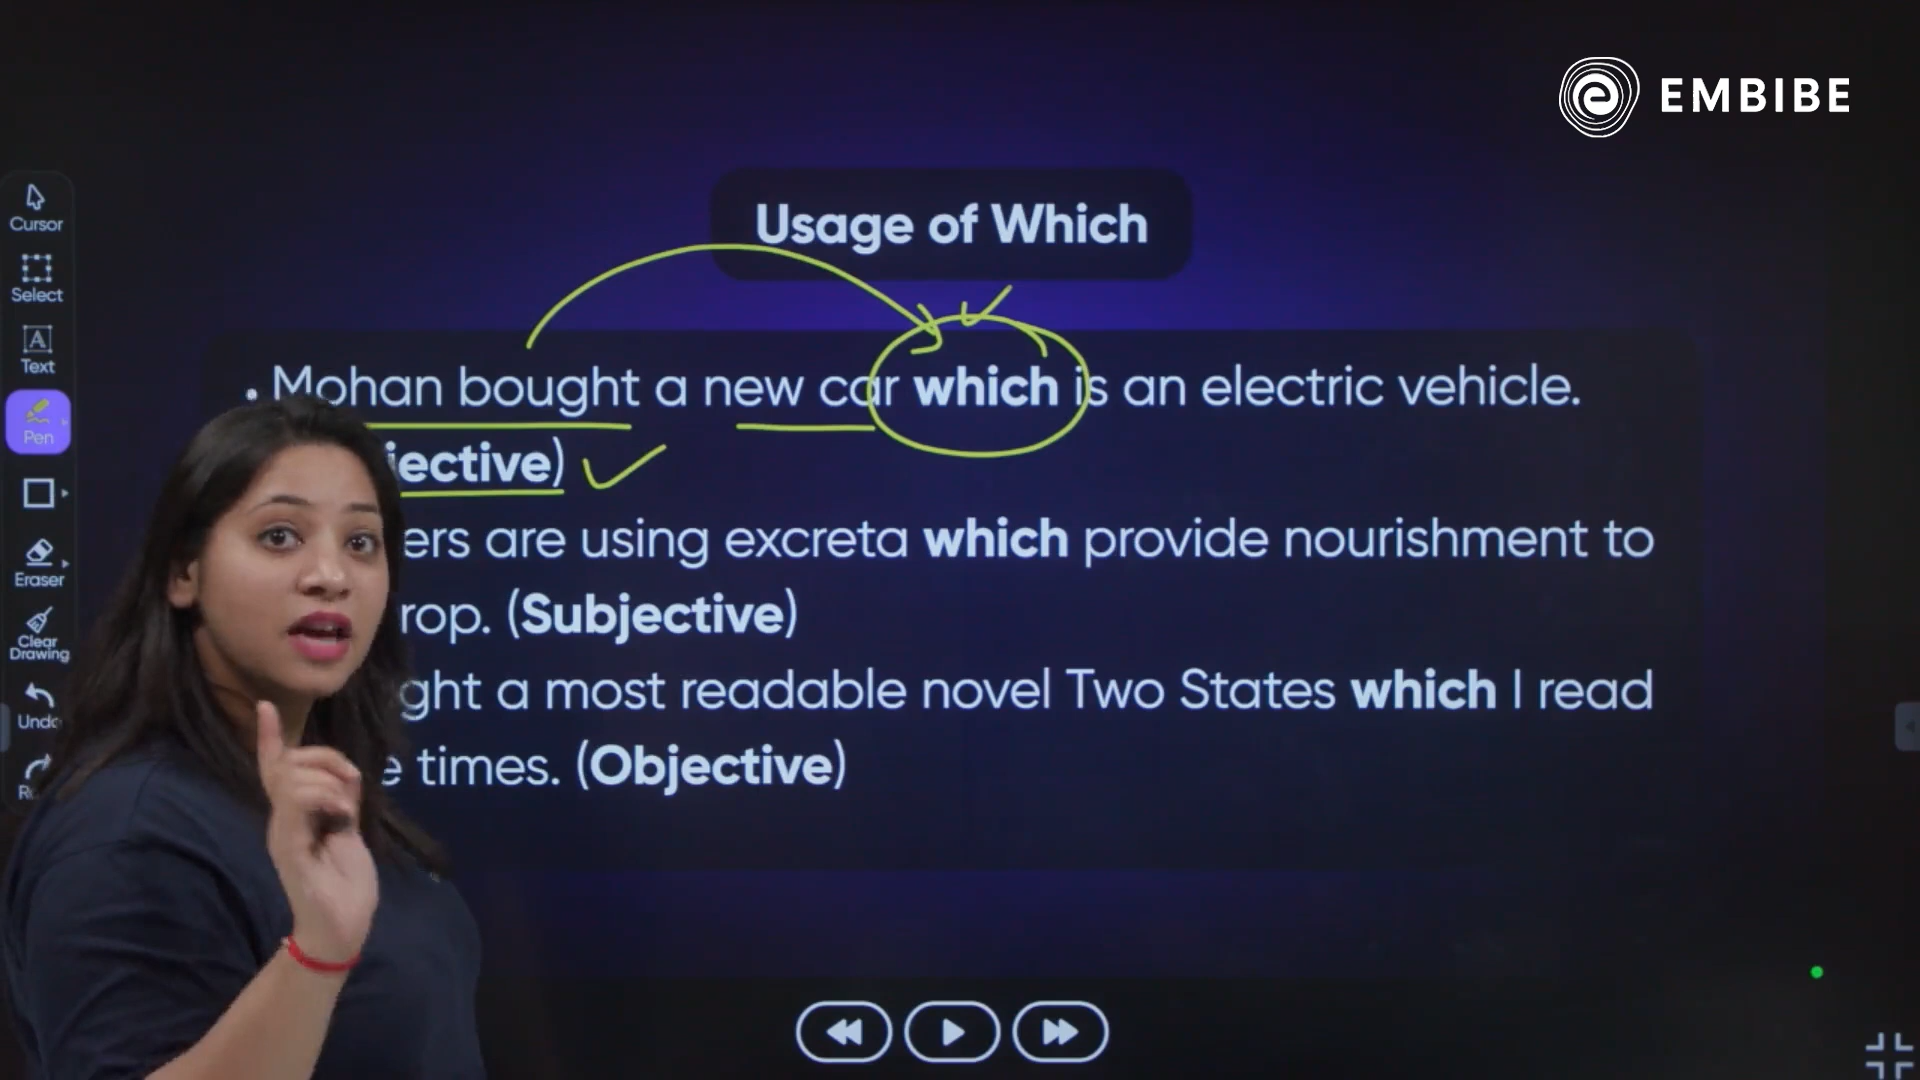 EMBIBE
Usage of Which
Cursor
Select
A
Text
Pen
Eraser
Clear
Drawing
Undo
• Mohan bought a new car which is an electric vehicle.
jective)
ers are using excreta which provide nourishment to
rop. (Subjective)
ght a most readable novel Two States which I read
e times. (Objective)